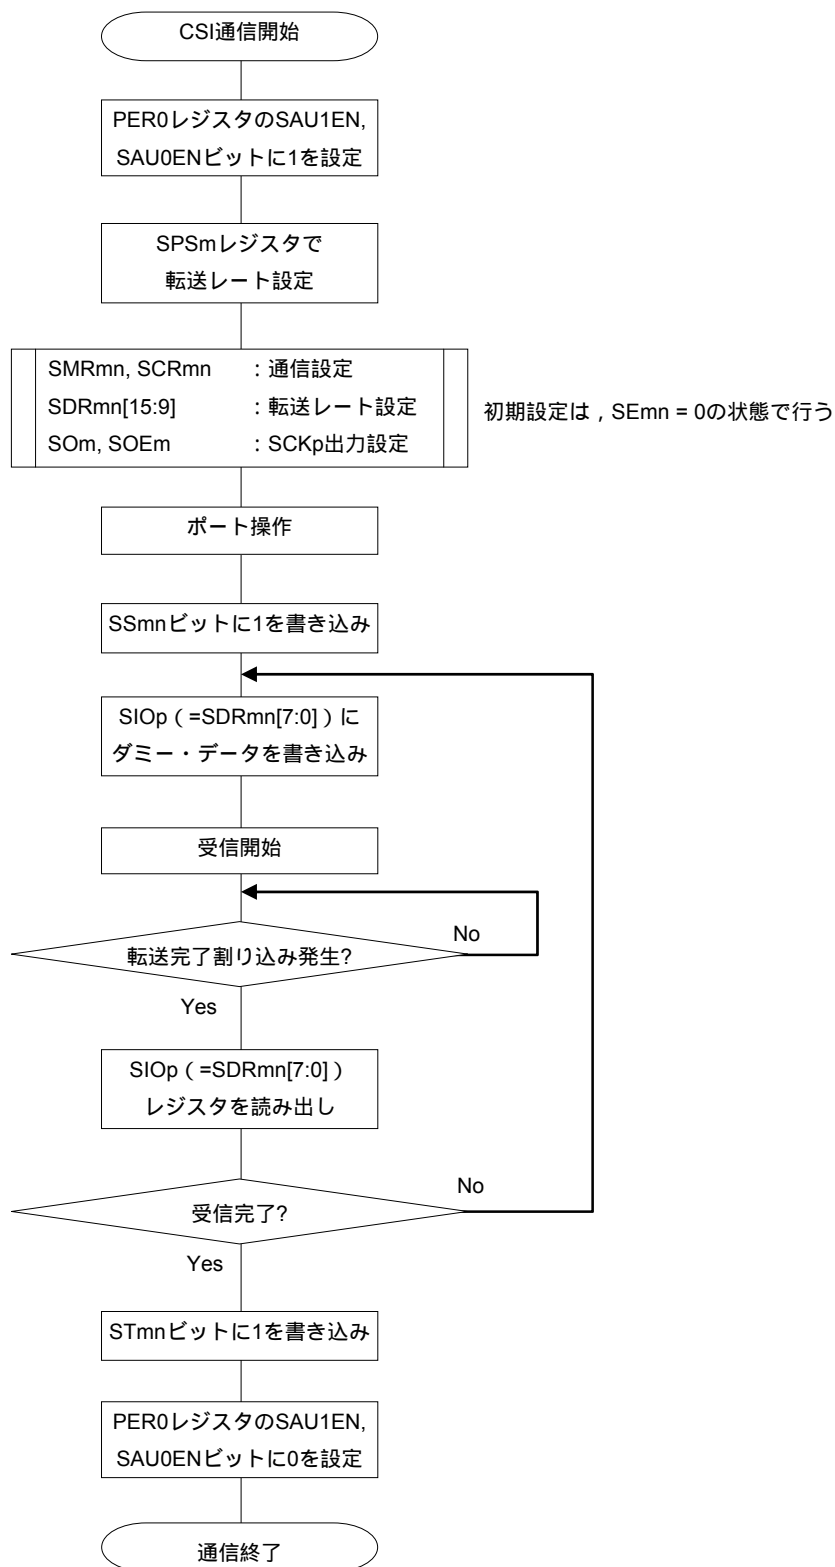 CSI通信開始
PER0レジスタのSAU1EN,
SAU0ENビットに1を設定
SPSmレジスタで
転送レート設定
SMRmn, SCRmn ：通信設定
SDRmn[15:9] ：転送レート設定
SOm, SOEm ：SCKp出力設定
初期設定は，SEmn = 0の状態で行う
ポート操作
SSmnビットに1を書き込み
SIOp（=SDRmn[7:0]）に
ダミー・データを書き込み
受信開始
No
転送完了割り込み発生?
Yes
SIOp（=SDRmn[7:0]）
レジスタを読み出し
No
受信完了?
Yes
STmnビットに1を書き込み
PER0レジスタのSAU1EN,
SAU0ENビットに0を設定
通信終了